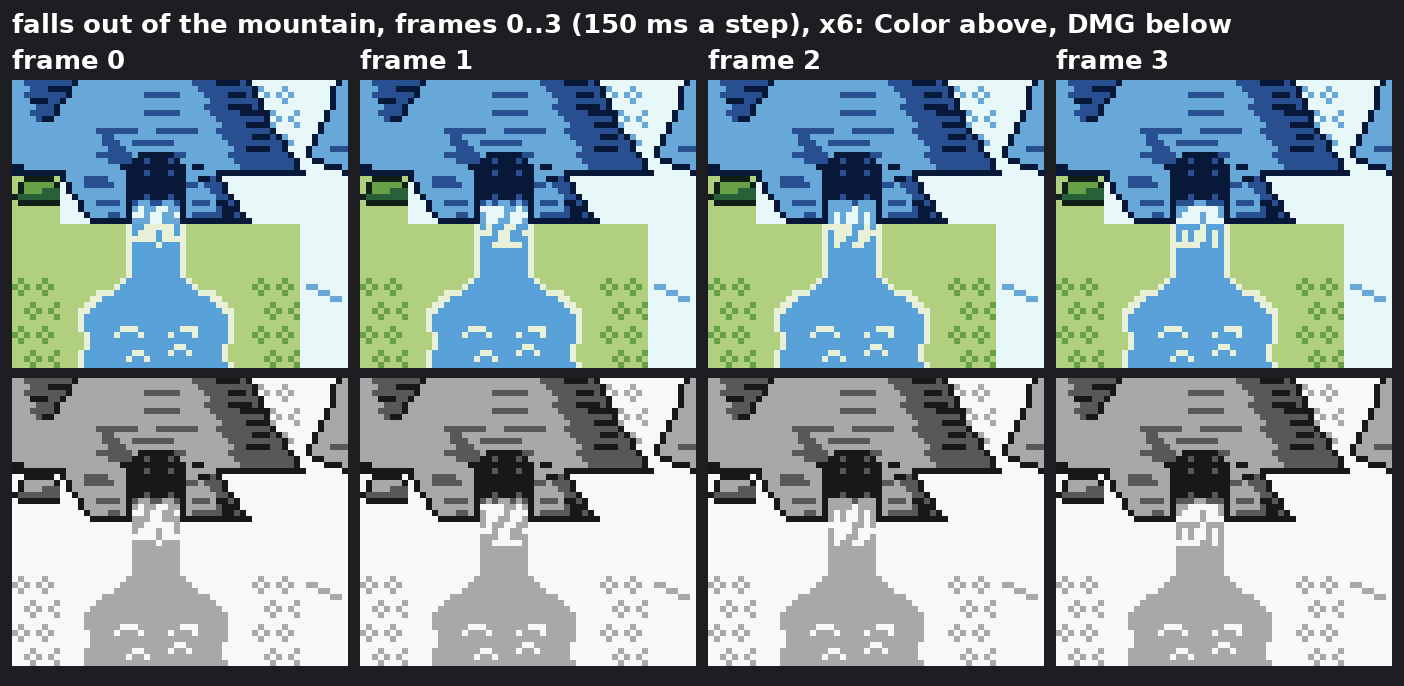 falls out of the mountain, frames 0..3 (150 ms a step), x6: Color above, DMG below
frame 0
frame 1
frame 2
frame 3